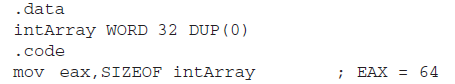 .data
intArray WORD 32 DUP(0)
.code
mov eax,SIZEOF intArray ; EAX = 64